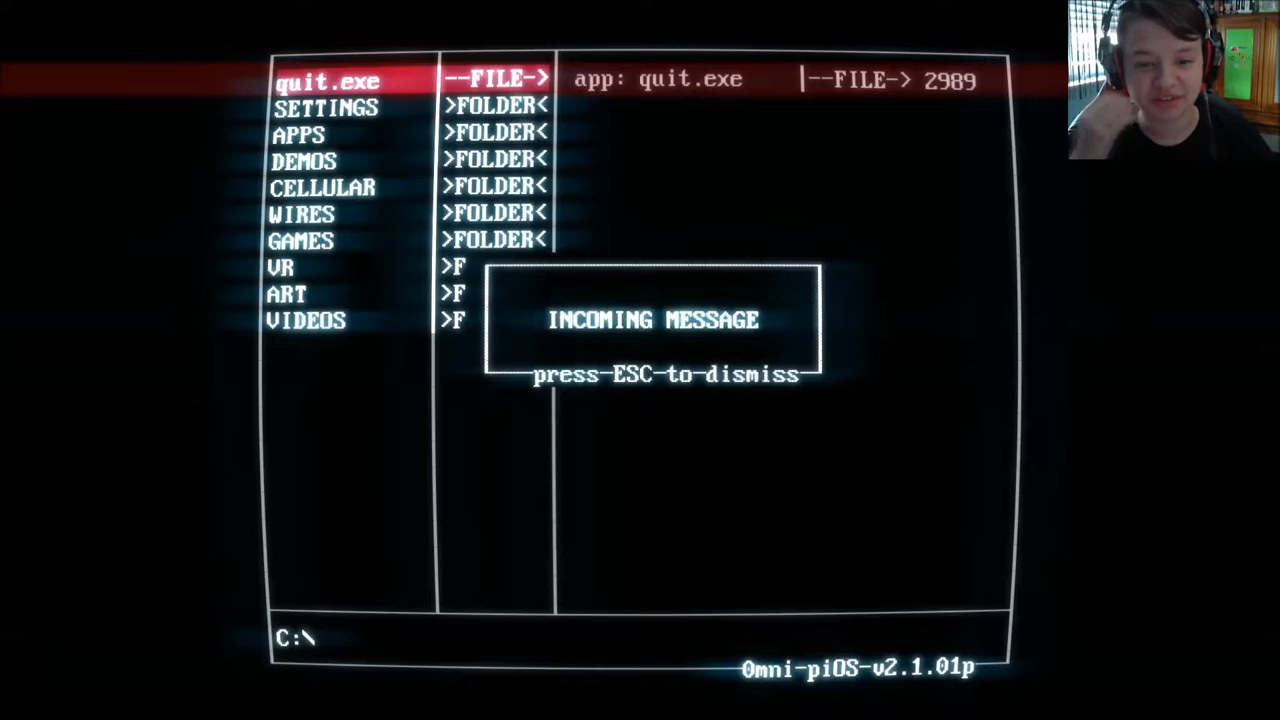 quit.exe --FILE-> app: quit.exe |--FILE-> 2989
SETTINGS >FOLDER<
APPS >FOLDER<
DEMOS >FOLDER<
CELLULAR >FOLDER<
WIRES >FOLDER<
GAMES >FOLDER<
VR >F
ART >F
VIDEOS >F
INCOMING MESSAGE
press-ESC-to-dismiss
C:\
0mni-piOS-v2.1.01p